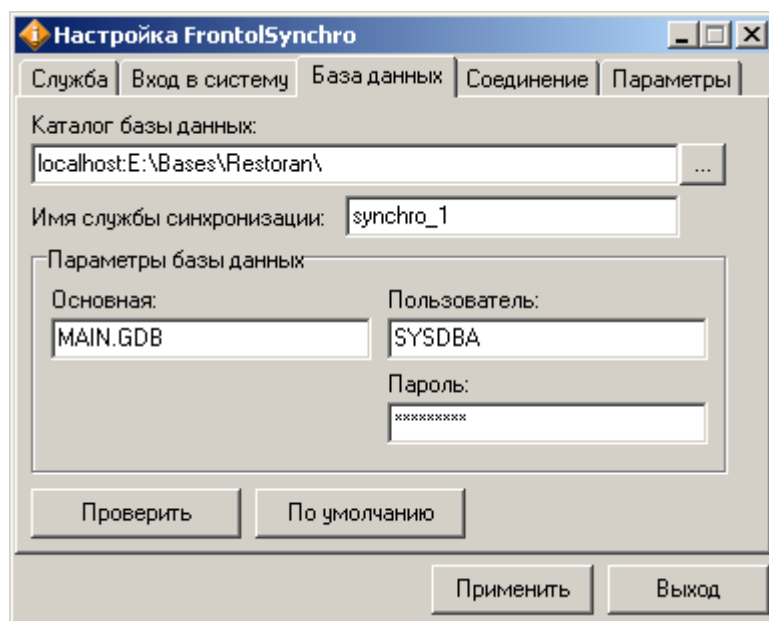 Настройка FrontolSynchro
Служба Вход в систему База данных Соединение Параметры
Каталог базы данных:
localhost:E:\Bases\Restoran\ ...
Имя службы синхронизации: synchro_1
Параметры базы данных
Основная: Пользователь:
MAIN.GDB SYSDBA
Пароль:
*********
Проверить По умолчанию
Применить Выход